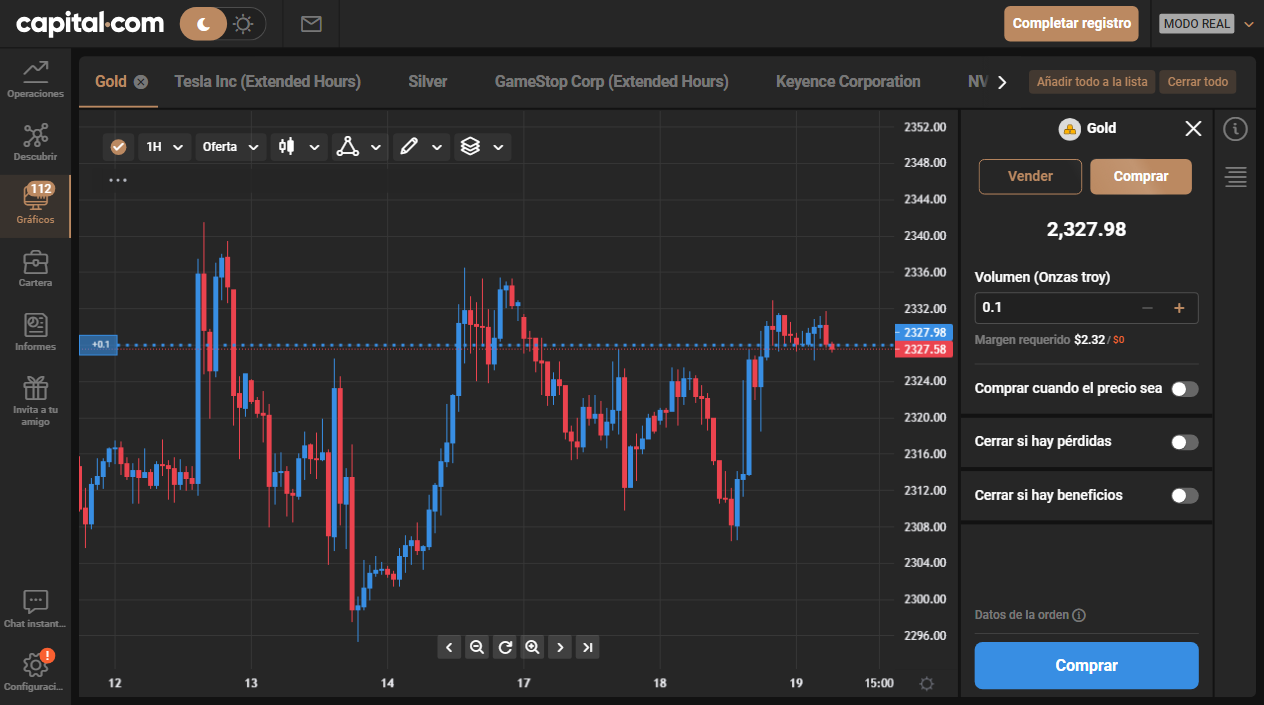 capital.com
Completar registro
MODO REAL
Operaciones
Descubrir
112
Gráficos
Cartera
Informes
Invita a tu
amigo
Chat instant...
!
Configuraci...
Gold
Tesla Inc (Extended Hours)
Silver
GameStop Corp (Extended Hours)
Keyence Corporation
NV
Añadir todo a la lista
Cerrar todo
1H
Oferta
+0.1
2352.00
2348.00
2344.00
2340.00
2336.00
2332.00
2327.98
2327.58
2324.00
2320.00
2316.00
2312.00
2308.00
2304.00
2300.00
2296.00
12
13
14
17
18
19
15:00
Gold
Vender
Comprar
2,327.98
Volumen (Onzas troy)
0.1
Margen requerido $2.32 / $0
Comprar cuando el precio sea
Cerrar si hay pérdidas
Cerrar si hay beneficios
Datos de la orden
Comprar